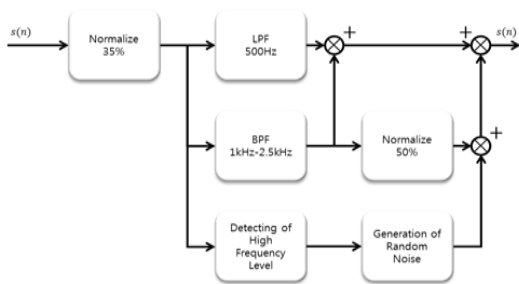 s(n)
Normalize
35%
LPF
500Hz
+
+
s(n)
BPF
1kHz-2.5kHz
Normalize
50%
+
Detecting of
High
Frequency
Level
Generation of
Random
Noise